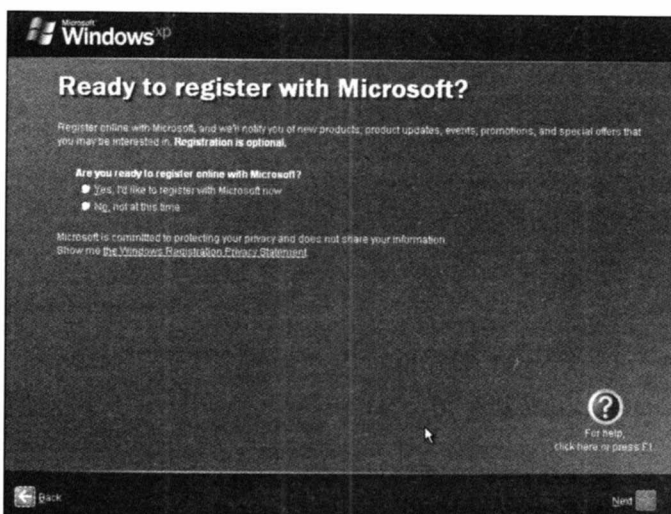 Microsoft
Windows xp
Ready to register with Microsoft?
Register online with Microsoft, and we'll notify you of new products, product updates, events, promotions, and special offers that
you may be interested in. Registration is optional.
Are you ready to register online with Microsoft?
Yes, I'd like to register with Microsoft now
No, not at this time
Microsoft is committed to protecting your privacy and does not share your information.
Show me the Windows Registration Privacy Statement.
For help,
click here or press F1.
Back
Next